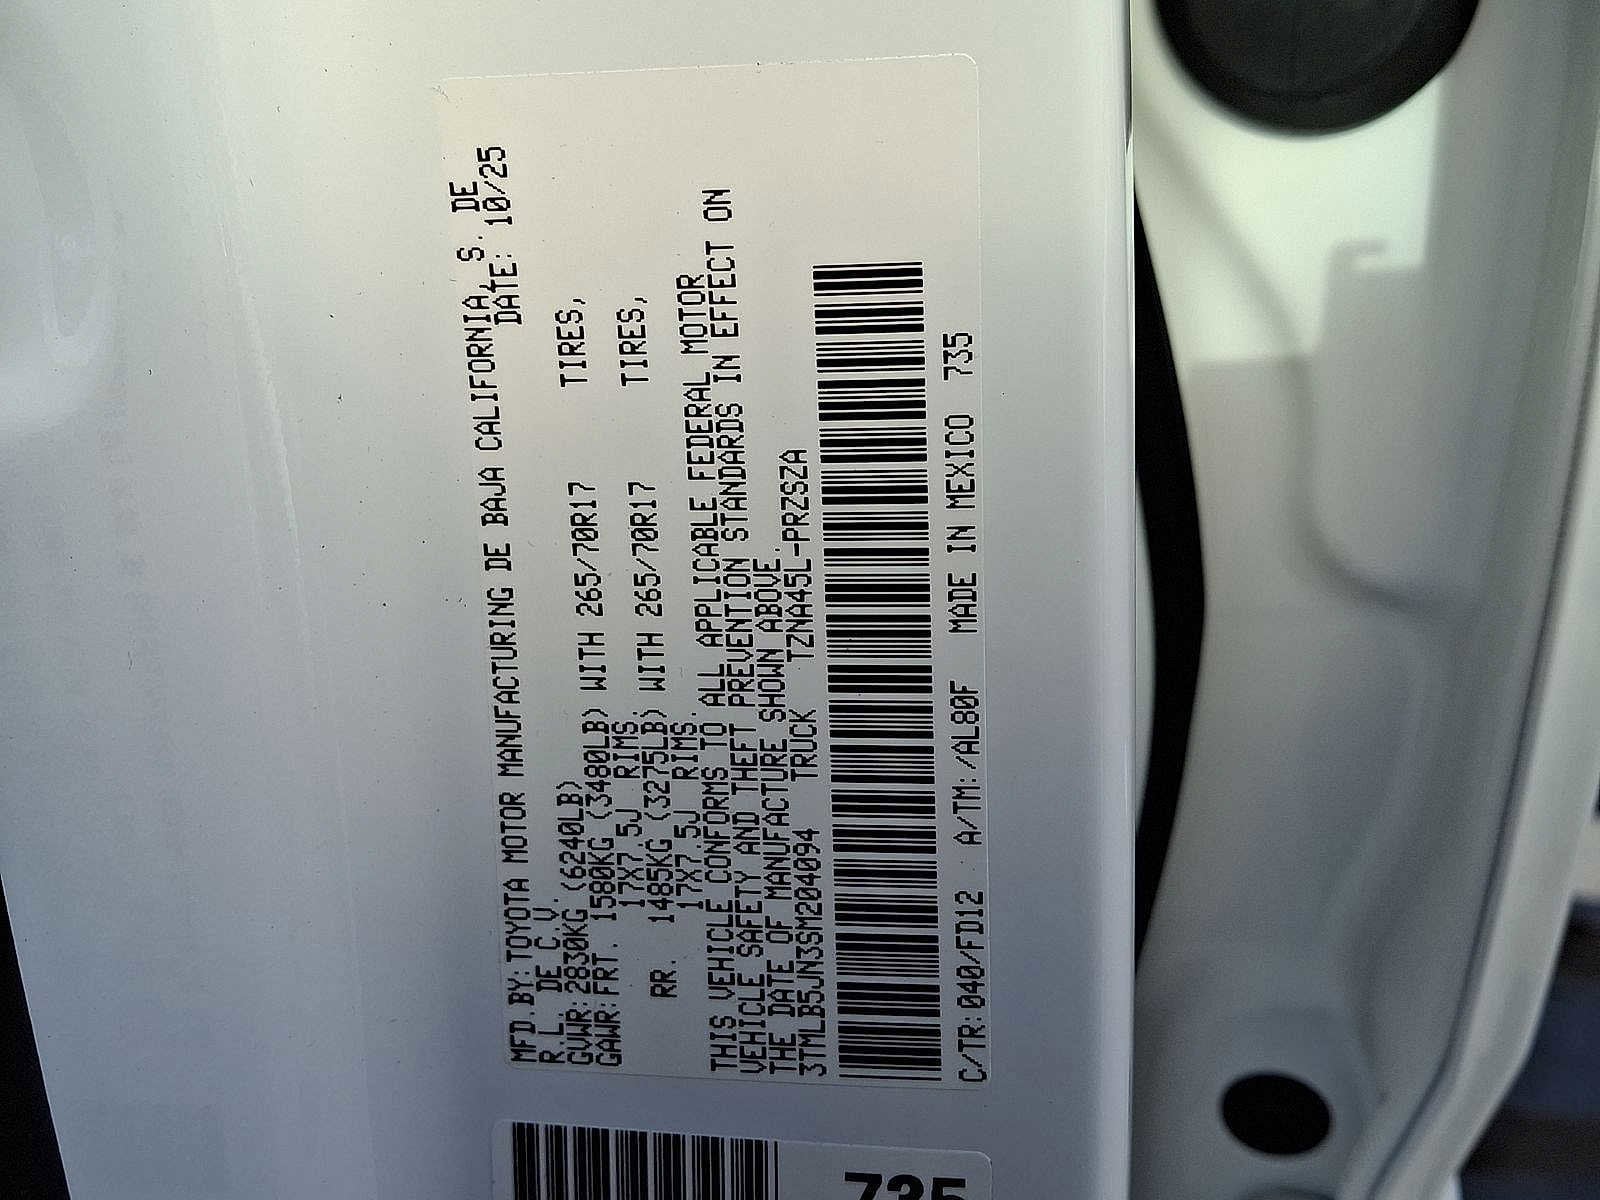 MFD.BY:TOYOTA MOTOR MANUFACTURING DE BAJA CALIFORNIA, S. DE
R.L. DE C.V. DATE: 10/25
GVWR:2830KG (6240LB)
GAWR:FRT. 1580KG (3480LB) WITH 265/70R17 TIRES,
17X7.5J RIMS.
RR. 1485KG (3275LB) WITH 265/70R17 TIRES,
17X7.5J RIMS.
THIS VEHICLE CONFORMS TO ALL APPLICABLE FEDERAL MOTOR
VEHICLE SAFETY AND THEFT PREVENTION STANDARDS IN EFFECT ON
THE DATE OF MANUFACTURE SHOWN ABOVE.
3TMLB5JN3SM204094 TRUCK TZNA45L-PRZSZA
C/TR:040/FD12 A/TM:/AL80F MADE IN MEXICO 735
735